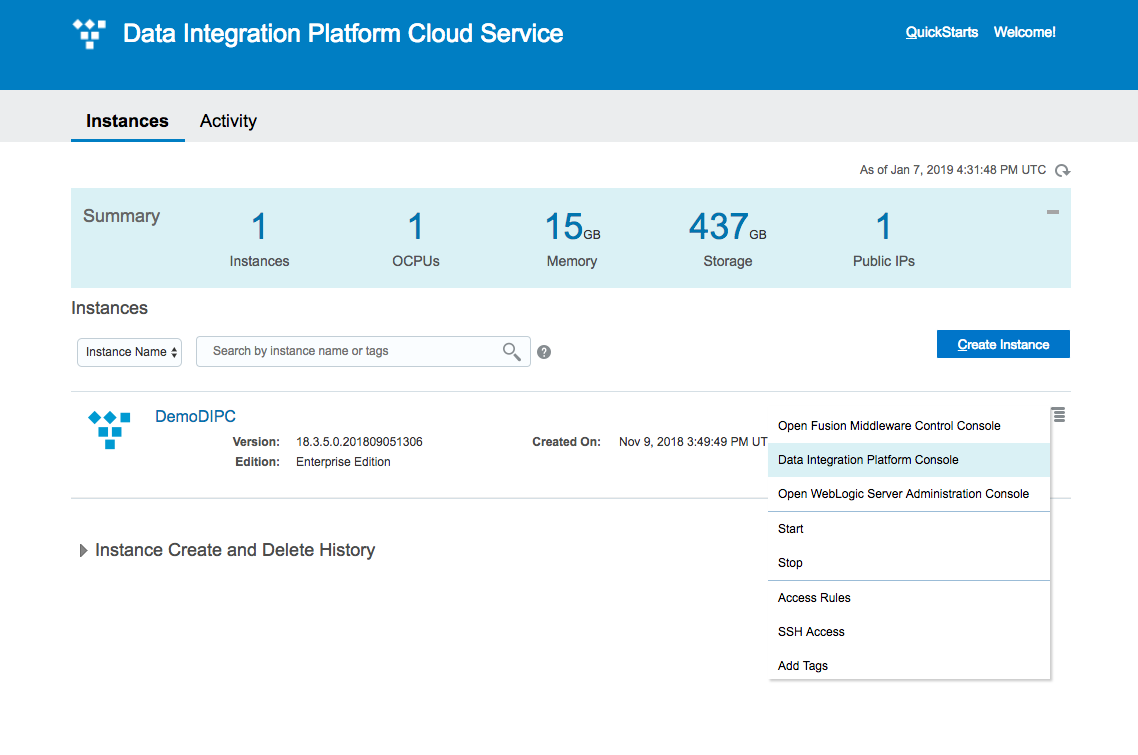 Data Integration Platform Cloud Service
QuickStarts Welcome!
Instances Activity
As of Jan 7, 2019 4:31:48 PM UTC
Summary
1 1 15GB 437GB 1
Instances OCPUs Memory Storage Public IPs
Instances
Instance Name Search by instance name or tags ? Create Instance
DemoDIPC
Version: 18.3.5.0.201809051306 Created On: Nov 9, 2018 3:49:49 PM UT
Edition: Enterprise Edition
Open Fusion Middleware Control Console
Data Integration Platform Console
Open WebLogic Server Administration Console
Start
Stop
Access Rules
SSH Access
Add Tags
Instance Create and Delete History